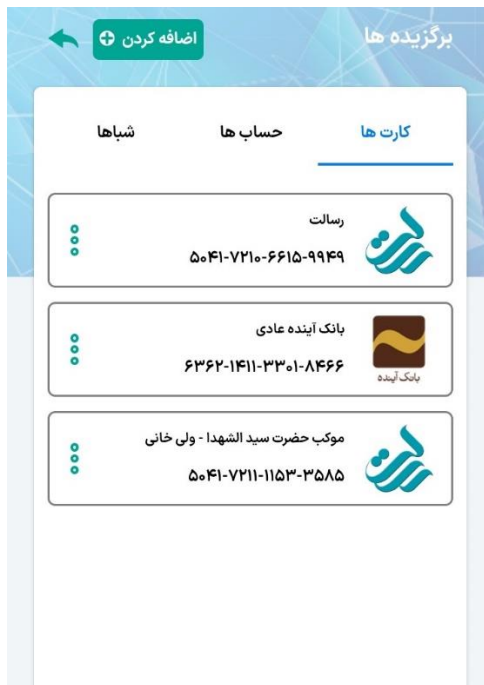 برگزیده ها
اضافه کردن
کارت ها
حساب ها
شباها
رسالت
۵۰۴۱-۷۲۱۰-۶۶۱۵-۹۹۴۹
بانک آینده عادی
۶۳۶۲-۱۴۱۱-۳۳۰۱-۸۴۶۶
بانک آینده
موکب حضرت سید الشهدا - ولی خانی
۵۰۴۱-۷۲۱۱-۱۱۵۳-۳۵۸۵